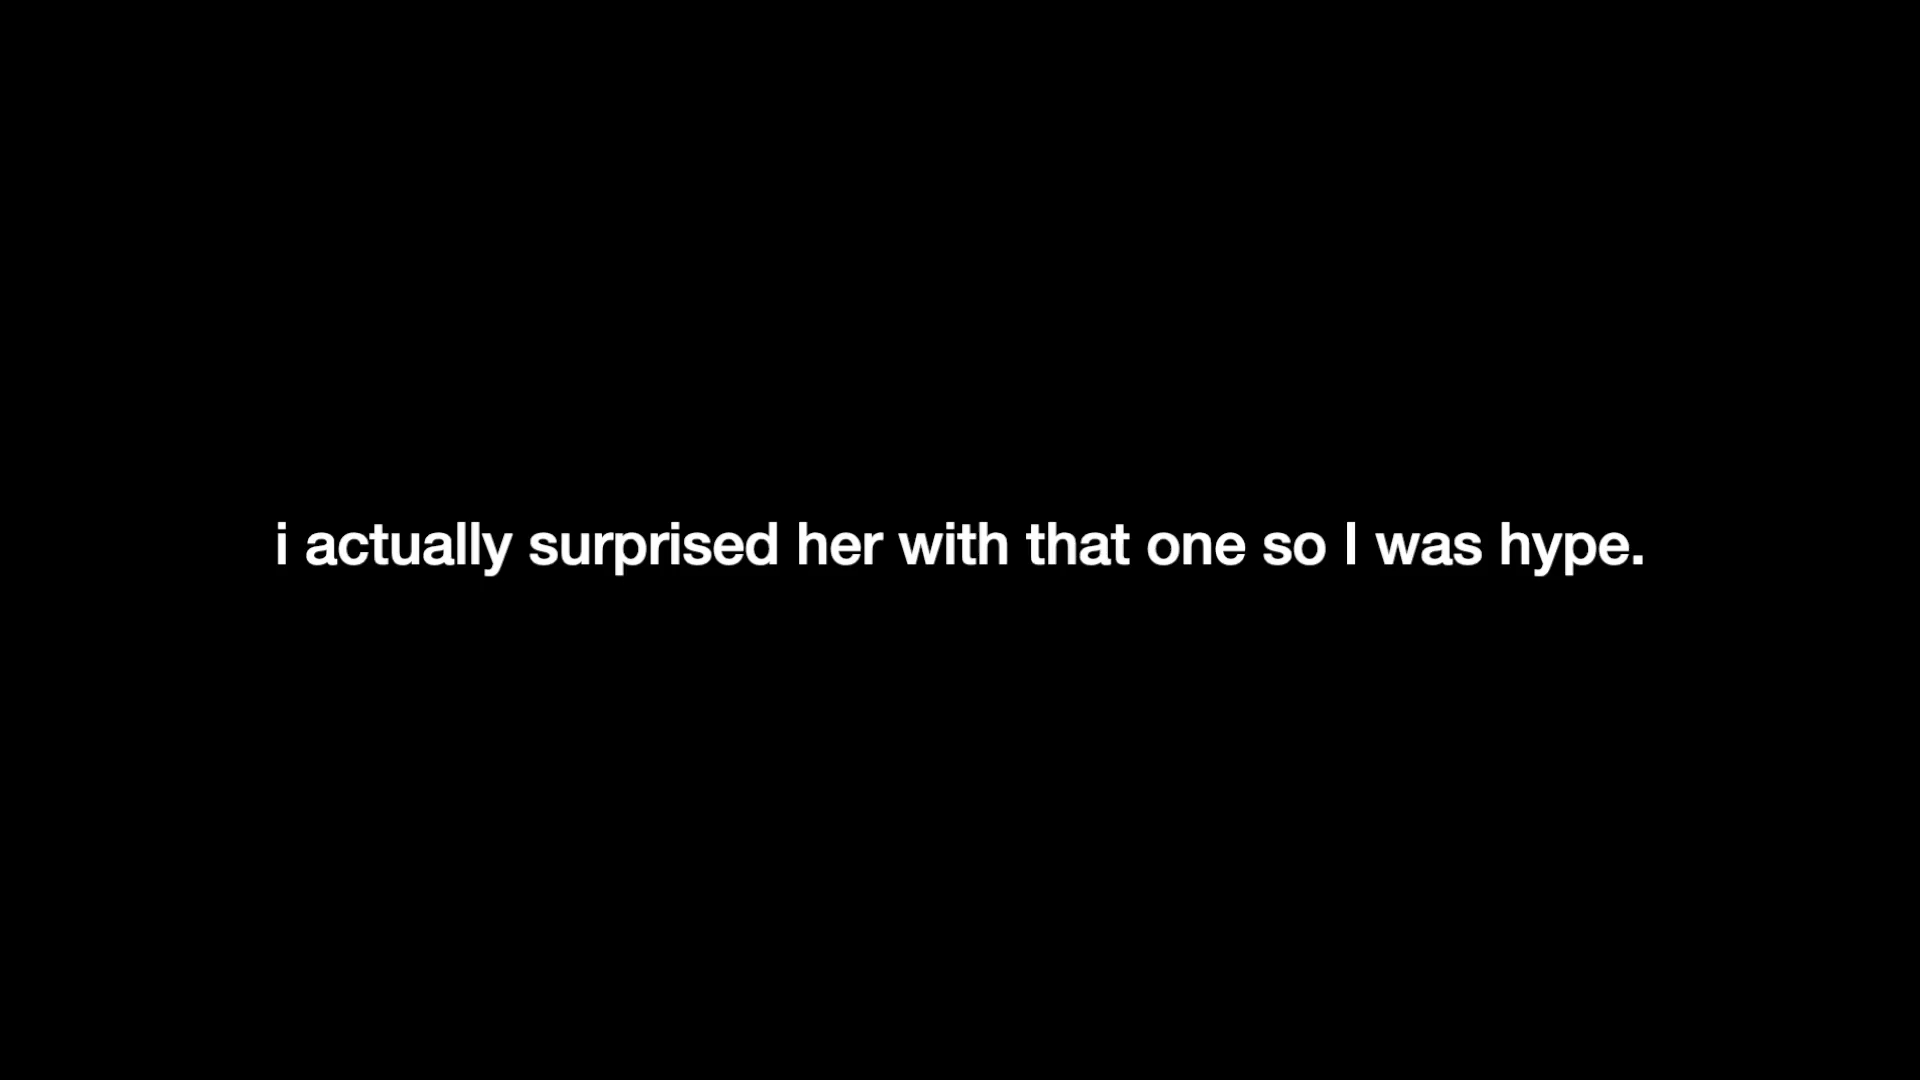 i actually surprised her with that one so I was hype.